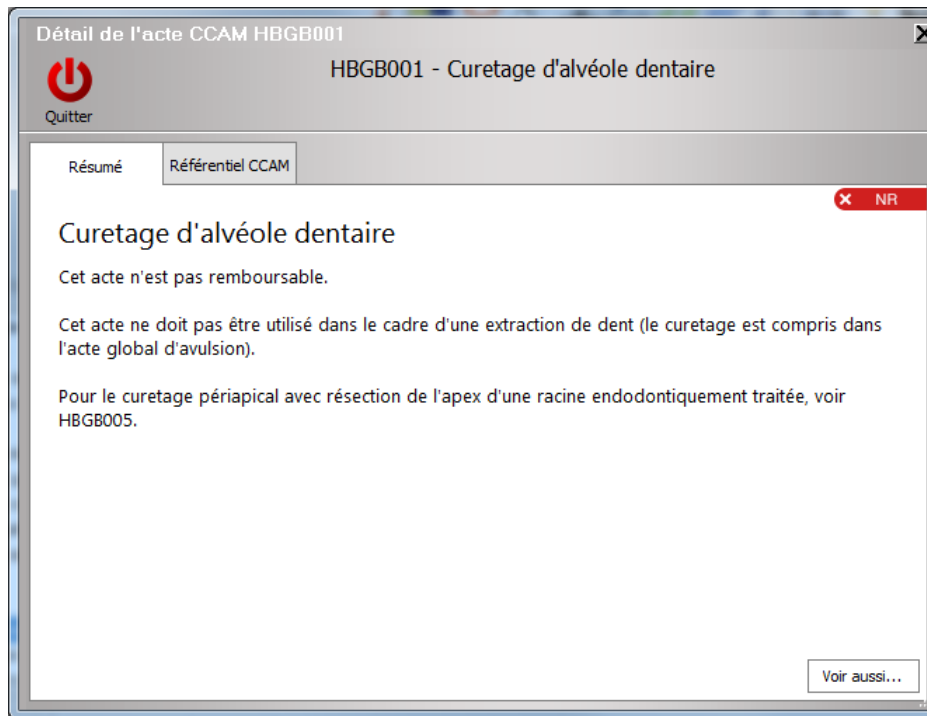 Détail de l'acte CCAM HBGB001
HBGB001 - Curetage d'alvéole dentaire
Quitter
Résumé
Référentiel CCAM
NR
Curetage d'alvéole dentaire
Cet acte n'est pas remboursable.
Cet acte ne doit pas être utilisé dans le cadre d'une extraction de dent (le curetage est compris dans
l'acte global d'avulsion).
Pour le curetage périapical avec résection de l'apex d'une racine endodontiquement traitée, voir
HBGB005.
Voir aussi...